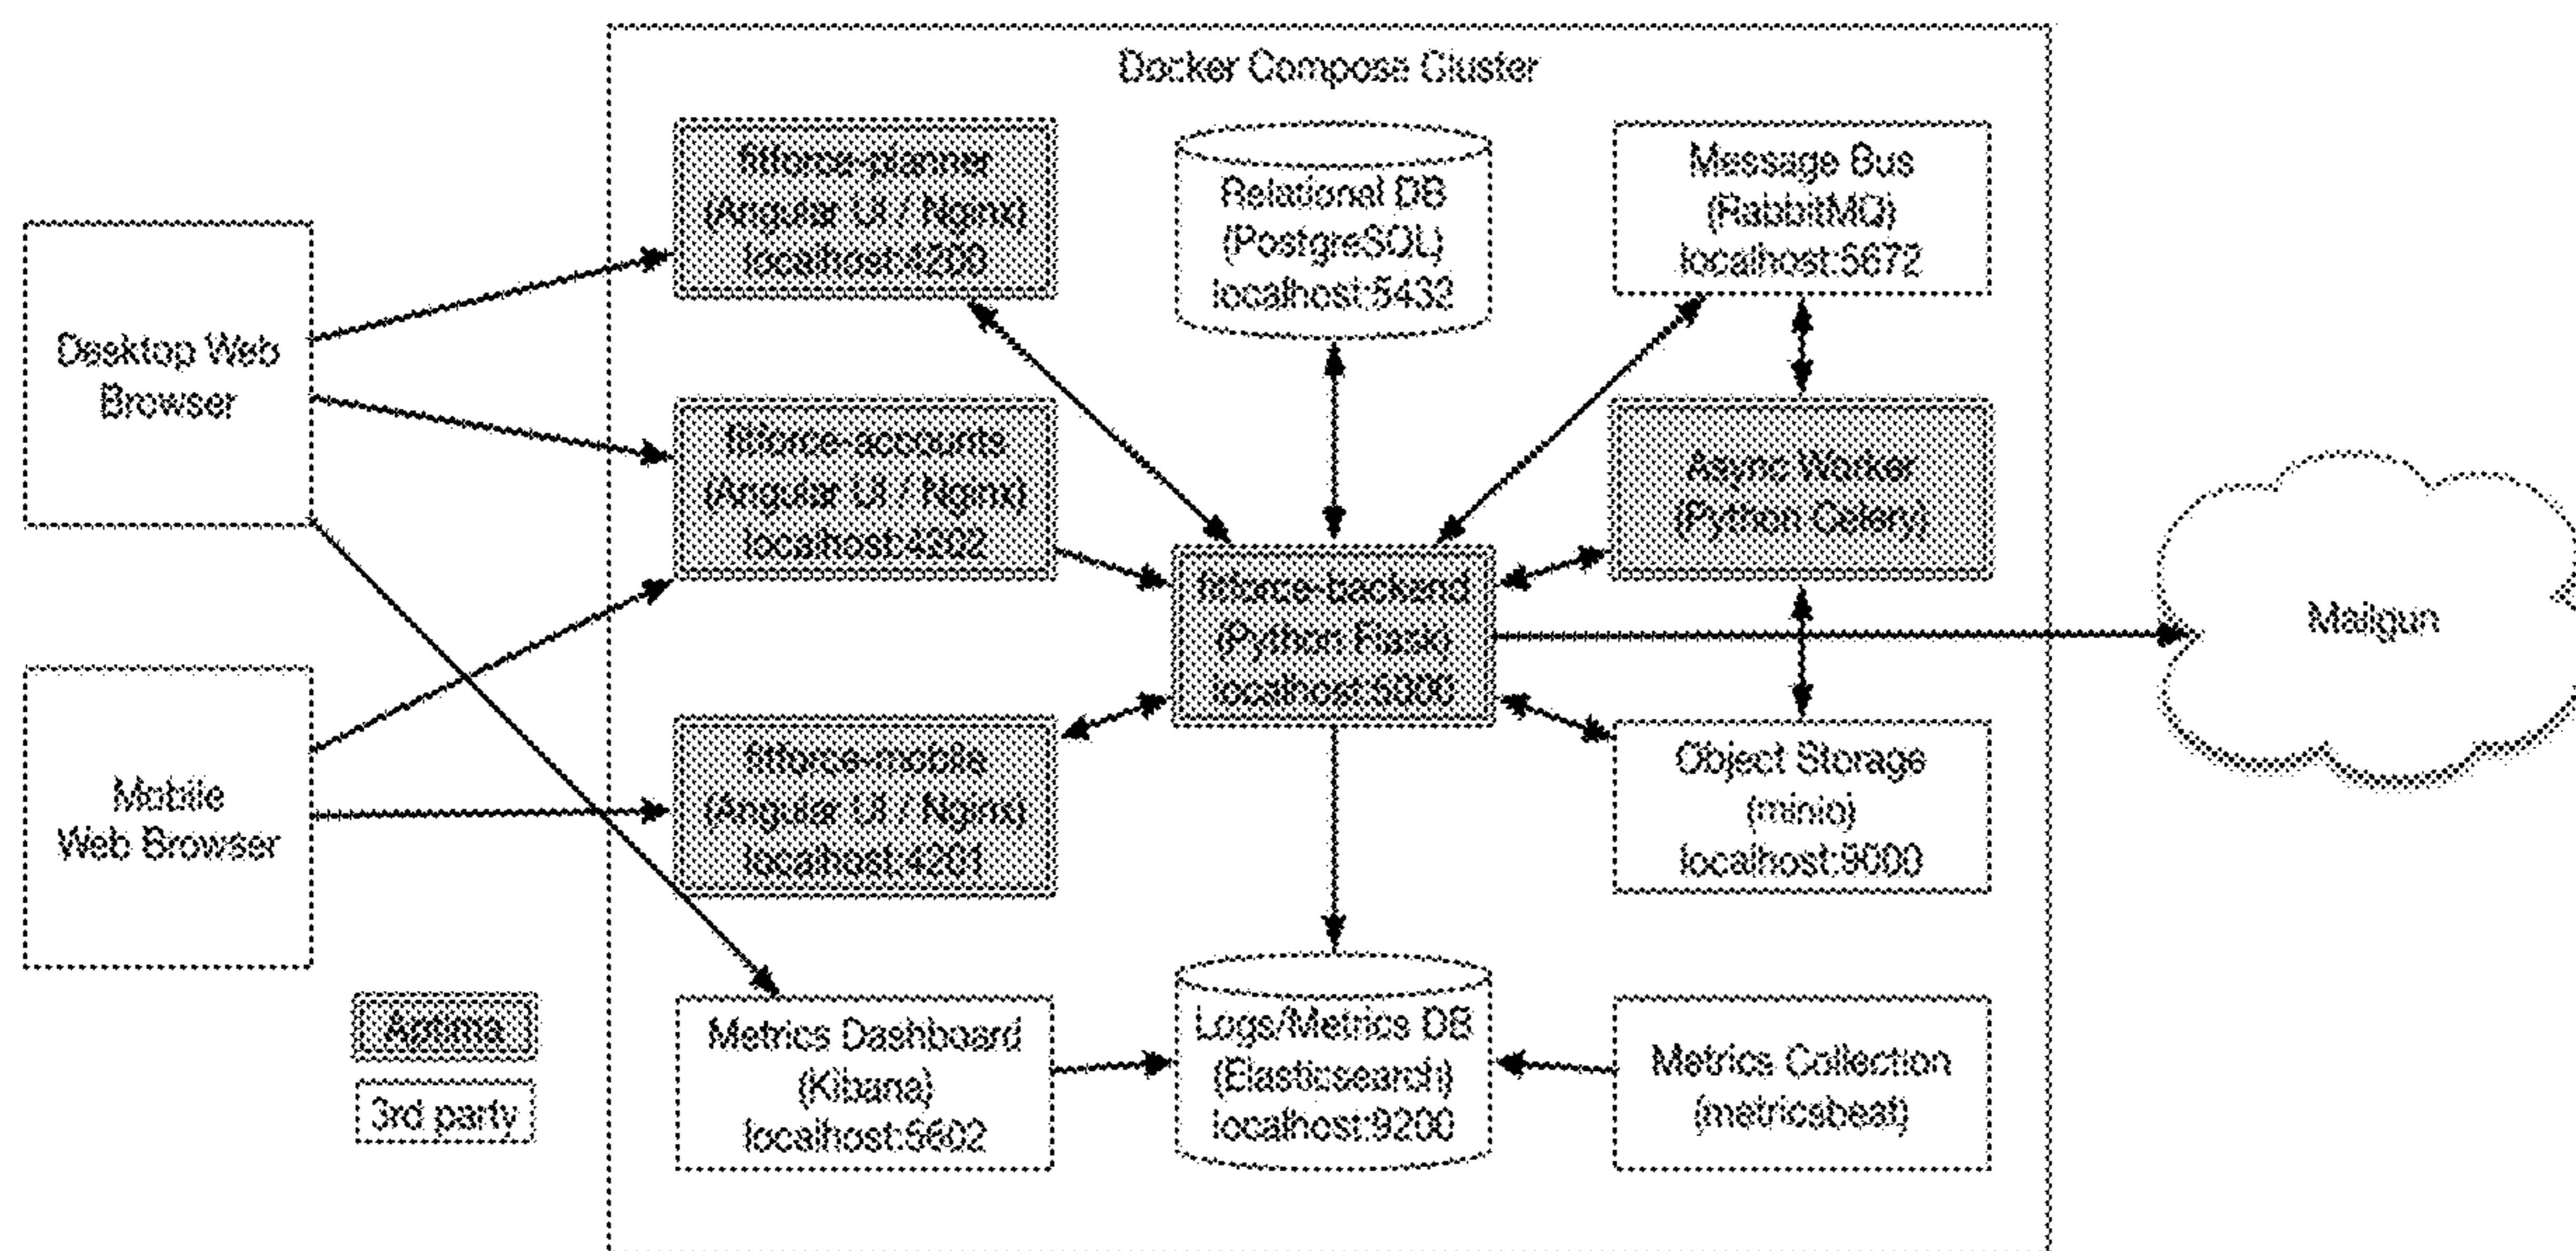 Docker Compose Cluster
fitforce-planner
(Angular UI / Nginx)
localhost:4200
Relational DB
(PostgreSQL)
localhost:5432
Message Bus
(RabbitMQ)
localhost:5672
Desktop Web
Browser
fitforce-accounts
(Angular UI / Nginx)
localhost:4202
Async Worker
(Python Celery)
fitforce-backend
(Python Flask)
localhost:5000
Mailgun
Mobile
Web Browser
fitforce-mobile
(Angular UI / Nginx)
localhost:4201
Object Storage
(minio)
localhost:9000
Aptima
3rd party
Metrics Dashboard
(Kibana)
localhost:5602
Logs/Metrics DB
(Elasticsearch)
localhost:9200
Metrics Collection
(metricsbeat)